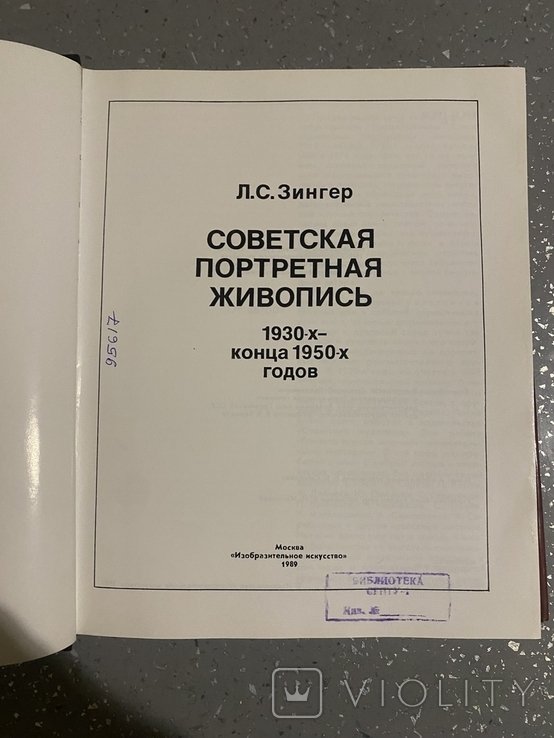 Л.С.Зингер
СОВЕТСКАЯ
ПОРТРЕТНАЯ
ЖИВОПИСЬ
1930-х–
конца 1950-х
годов
95617
Москва
«Изобразительное искусство»
1989
БИБЛИОТЕКА
Инв. №
VIOLITY